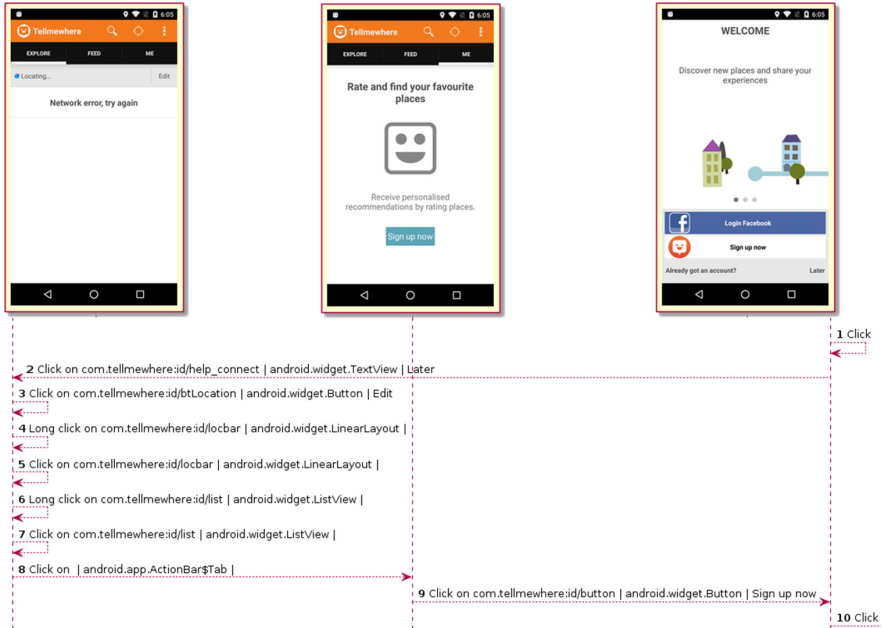 6:05
Tellmewhere
EXPLORE FEED ME
Locating... Edit
Network error, try again
6:05
Tellmewhere
EXPLORE FEED ME
Rate and find your favourite
places
Receive personalised
recommendations by rating places.
Sign up now
6:05
WELCOME
Discover new places and share your
experiences
f Login Facebook
Sign up now
Already got an account? Later
1 Click
2 Click on com.tellmewhere:id/help_connect | android.widget.TextView | Later
3 Click on com.tellmewhere:id/btLocation | android.widget.Button | Edit
4 Long click on com.tellmewhere:id/locbar | android.widget.LinearLayout |
5 Click on com.tellmewhere:id/locbar | android.widget.LinearLayout |
6 Long click on com.tellmewhere:id/list | android.widget.ListView |
7 Click on com.tellmewhere:id/list | android.widget.ListView |
8 Click on  | android.app.ActionBar$Tab |
9 Click on com.tellmewhere:id/button | android.widget.Button | Sign up now
10 Click